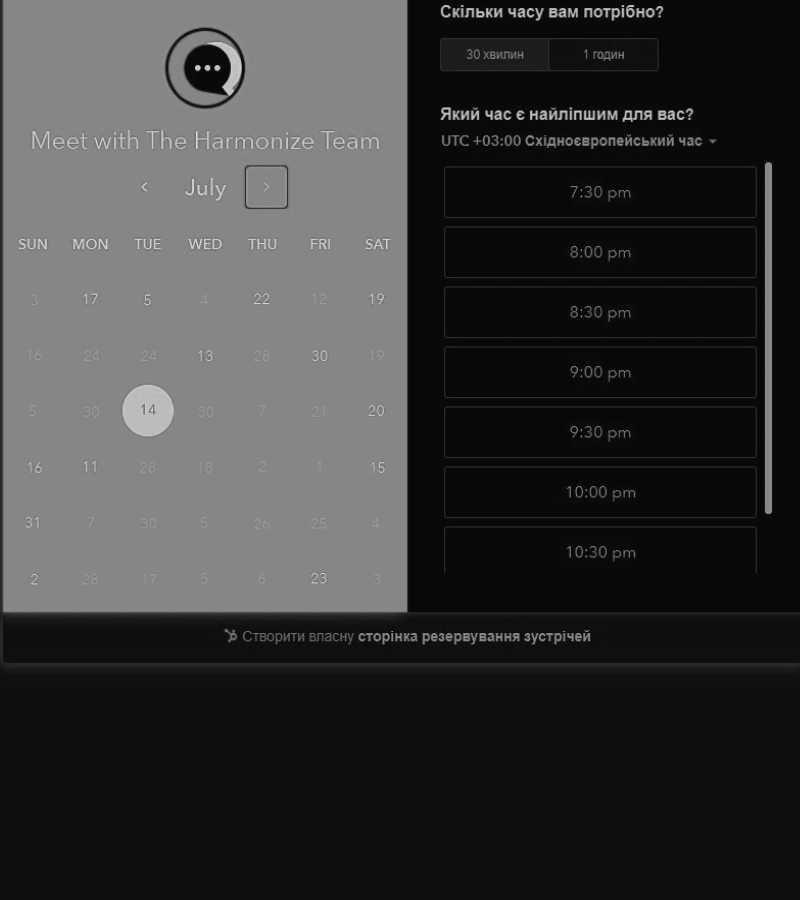 Meet with The Harmonize Team
July
SUN MON TUE WED THU FRI SAT
3 17 5 4 22 12 19
16 24 24 13 28 30 19
5 30 14 30 7 21 20
16 11 28 18 2 1 15
31 7 30 5 26 25 4
2 28 17 5 6 23 3
Скільки часу вам потрібно?
30 хвилин 1 годин
Який час є найліпшим для вас?
UTC +03:00 Східноєвропейський час
7:30 pm
8:00 pm
8:30 pm
9:00 pm
9:30 pm
10:00 pm
10:30 pm
Створити власну сторінка резервування зустрічей